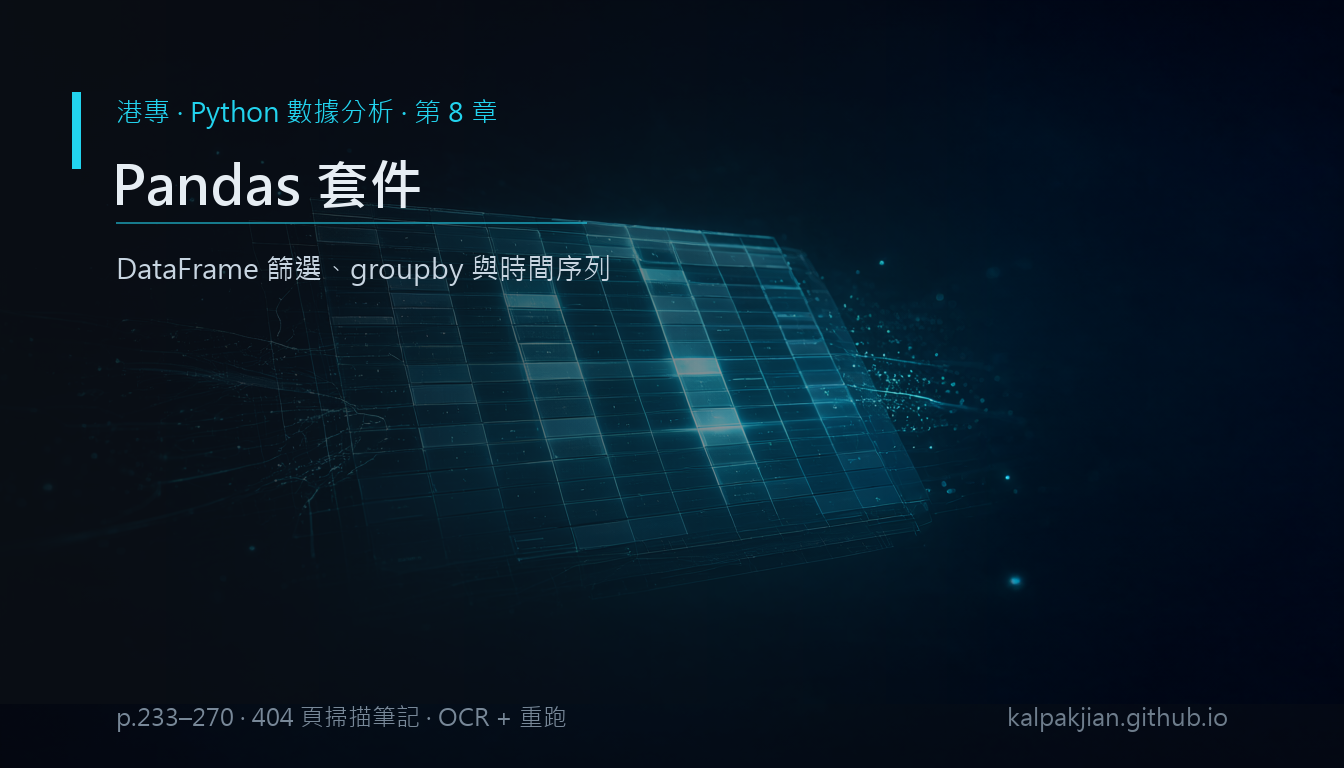 港專 · Python 數據分析 · 第 8 章
Pandas 套件
DataFrame 篩選、groupby 與時間序列
p.233–270 · 404 頁掃描筆記 · OCR + 重跑
kalpakjian.github.io